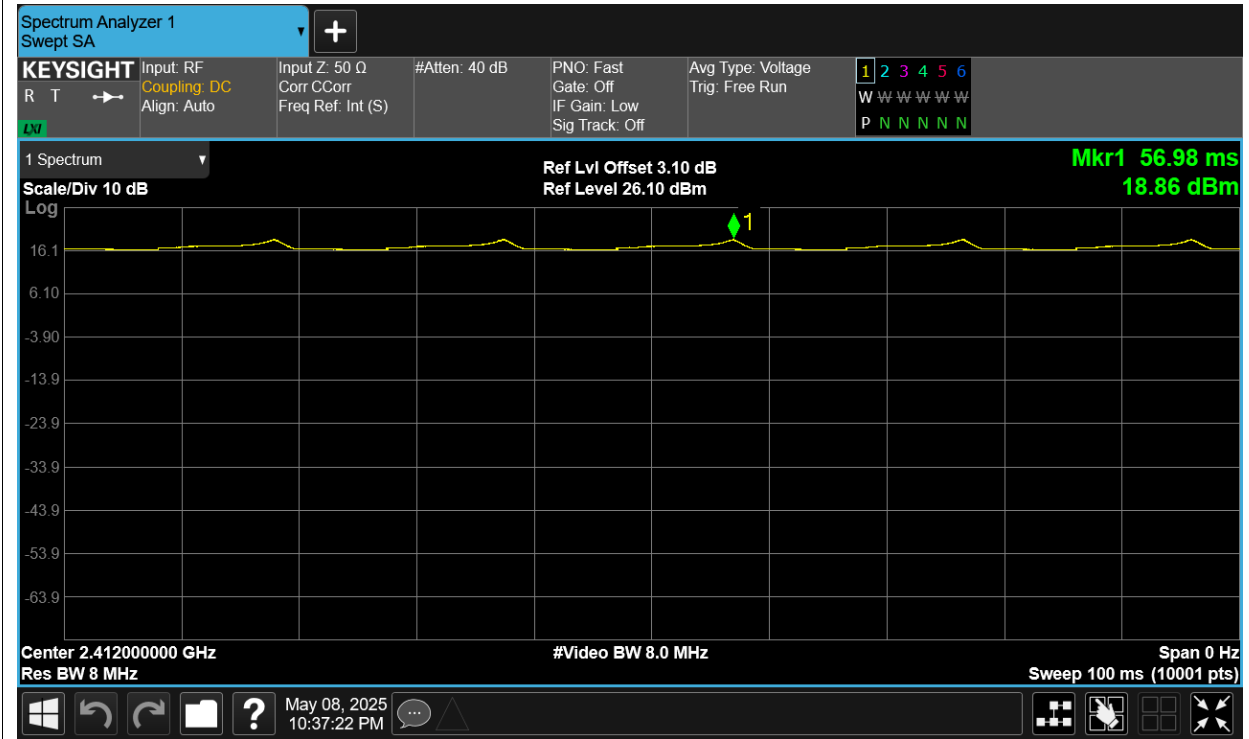 Spectrum Analyzer 1
Swept SA
KEYSIGHT
R T
LXI
Input: RF
Coupling: DC
Align: Auto
Input Z: 50 Ω
Corr CCorr
Freq Ref: Int (S)
#Atten: 40 dB
PNO: Fast
Gate: Off
IF Gain: Low
Sig Track: Off
Avg Type: Voltage
Trig: Free Run
1 2 3 4 5 6
W W W W W W
P N N N N N
1 Spectrum
Scale/Div 10 dB
Log
Ref Lvl Offset 3.10 dB
Ref Level 26.10 dBm
Mkr1 56.98 ms
18.86 dBm
1
16.1
6.10
-3.90
-13.9
-23.9
-33.9
-43.9
-53.9
-63.9
Center 2.412000000 GHz
Res BW 8 MHz
#Video BW 8.0 MHz
Span 0 Hz
Sweep 100 ms (10001 pts)
?
May 08, 2025
10:37:22 PM